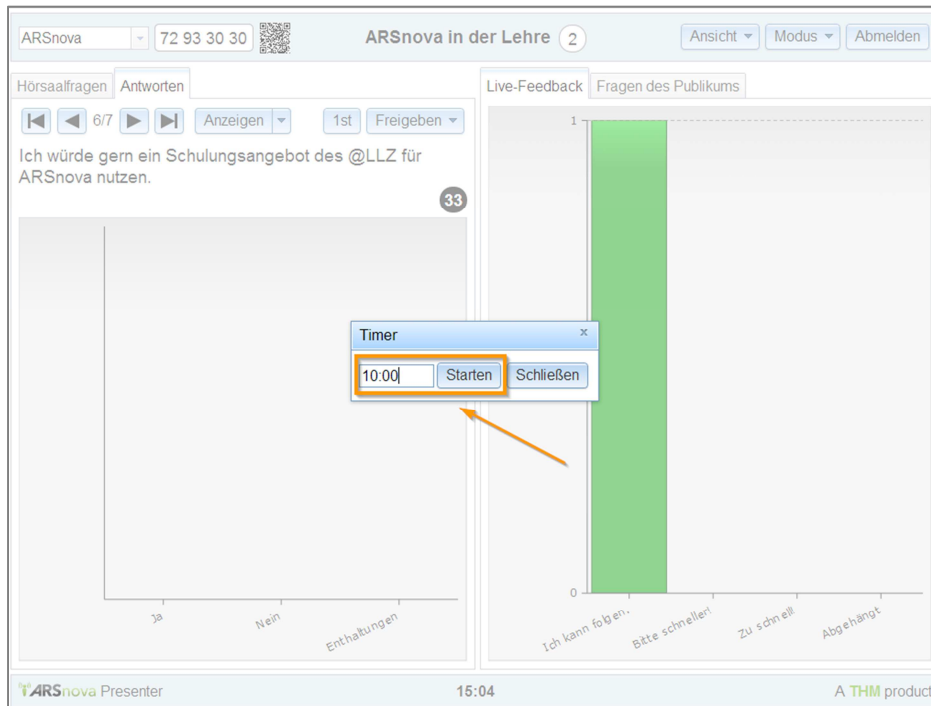 ARSnova 72 93 30 30 ARSnova in der Lehre 2 Ansicht Modus Abmelden
Hörsaalfragen Antworten
6/7 Anzeigen 1st Freigeben
Ich würde gern ein Schulungsangebot des @LLZ für
ARSnova nutzen.
33
Ja Nein Enthaltungen
Live-Feedback Fragen des Publikums
1
0
Ich kann folgen. Bitte schneller! Zu schnell! Abgehängt
Timer x
10:00 Starten Schließen
ARSnova Presenter 15:04 A THM product